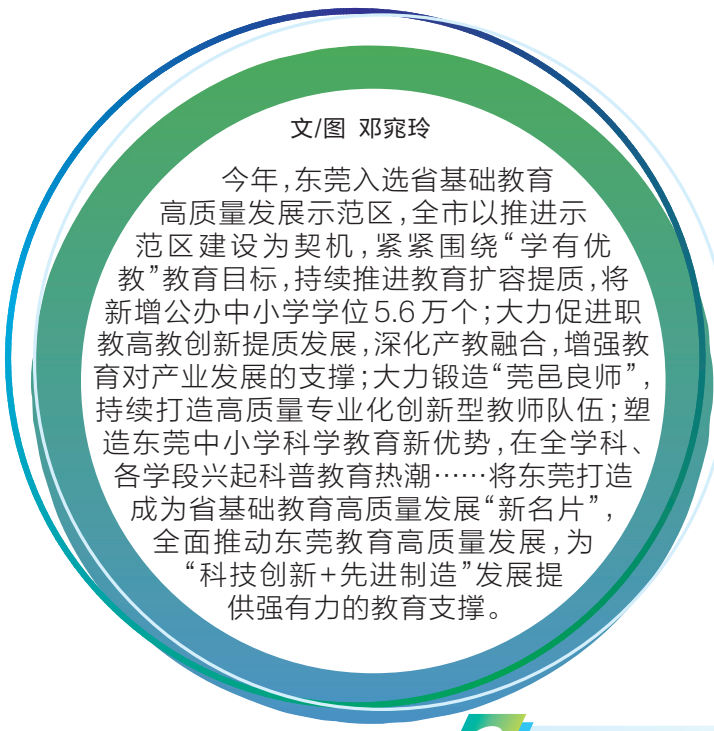 文/图 邓窕玲
今年,东莞入选省基础教育
高质量发展示范区,全市以推进示
范区建设为契机,紧紧围绕“学有优
教”教育目标,持续推进教育扩容提质,将
新增公办中小学学位5.6万个;大力促进职
教高教创新提质发展,深化产教融合,增强教
育对产业发展的支撑;大力锻造“莞邑良师”,
持续打造高质量专业化创新型教师队伍;塑
造东莞中小学科学教育新优势,在全学科、
各学段兴起科普教育热潮……将东莞打造
成为省基础教育高质量发展“新名片”,
全面推动东莞教育高质量发展,为
“科技创新+先进制造”发展提
供强有力的教育支撑。